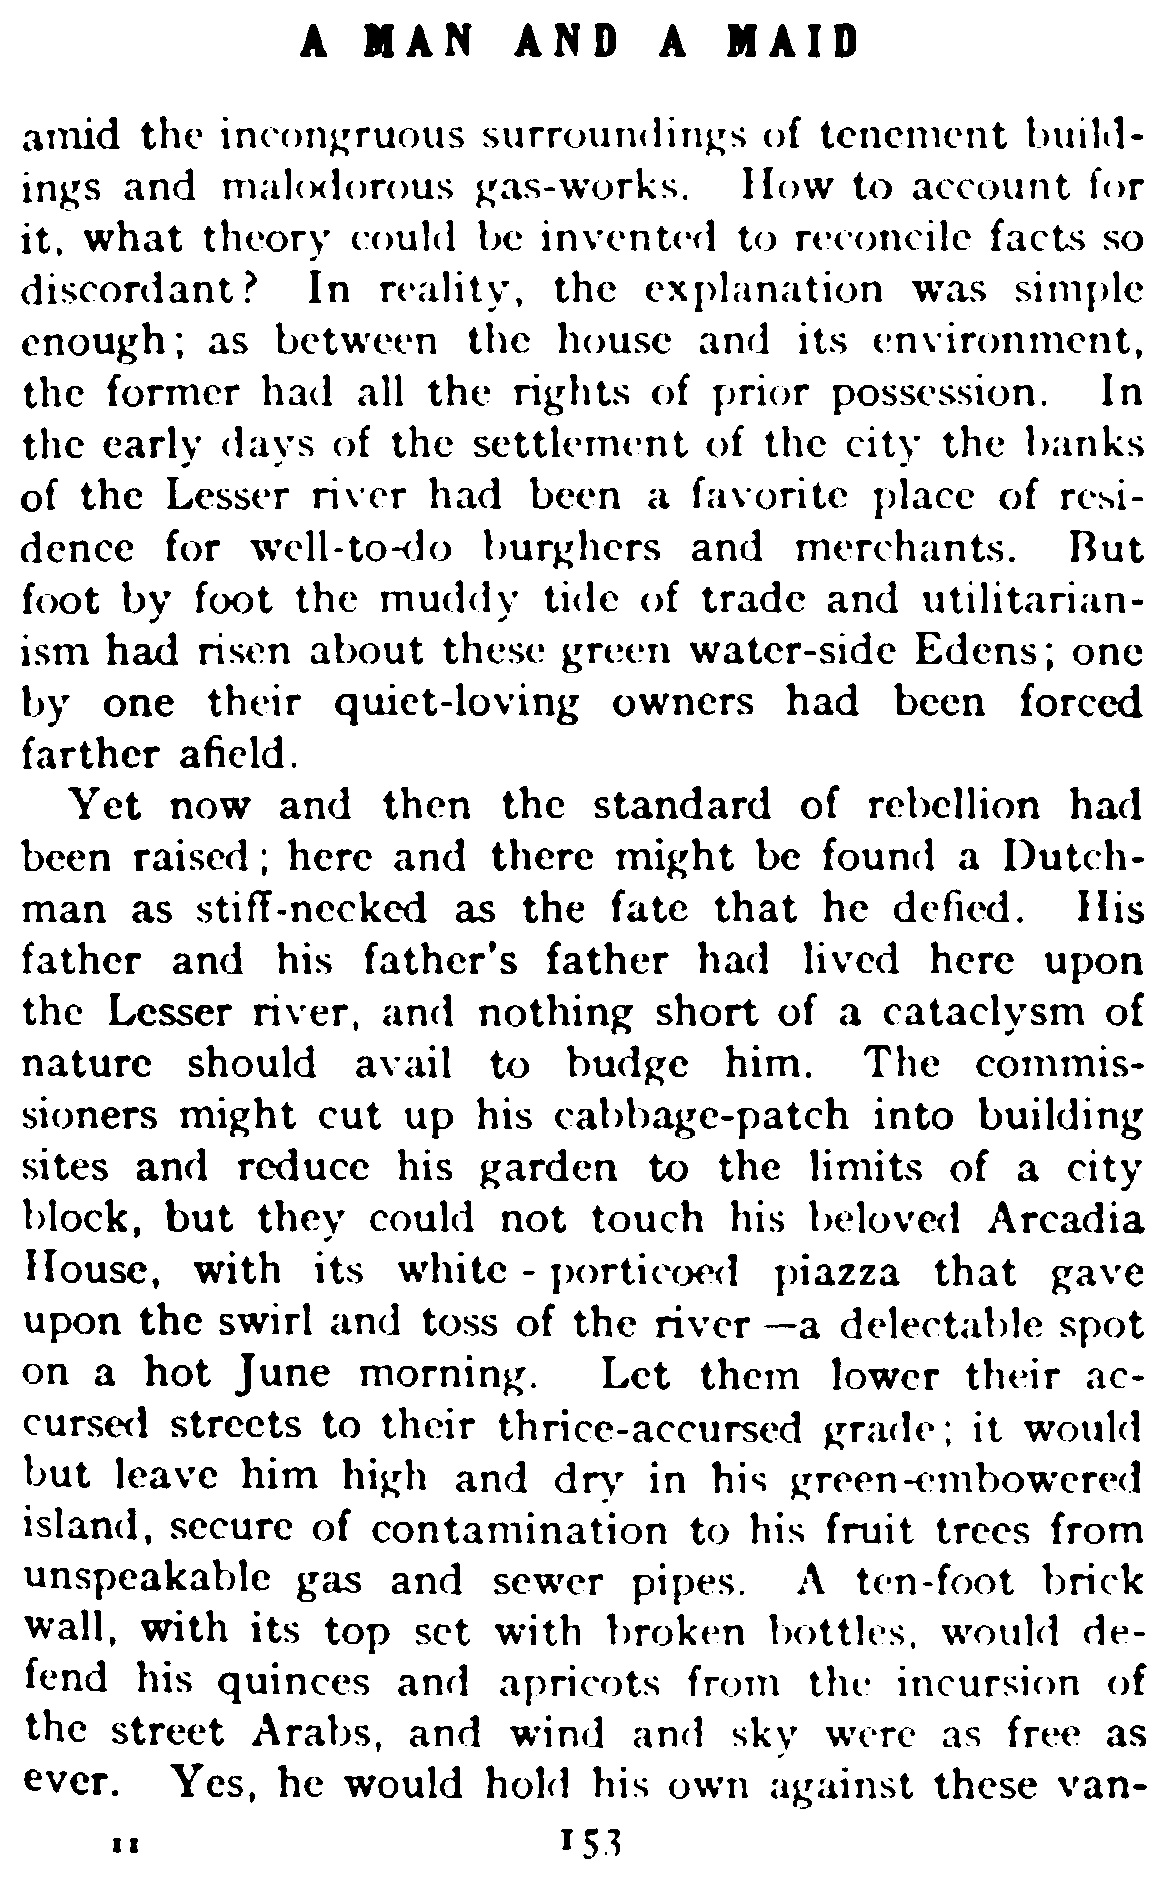 A MAN AND A MAID
amid the incongruous surroundings of tenement build-
ings and malodorous gas-works. How to account for
it, what theory could be invented to reconcile facts so
discordant? In reality, the explanation was simple
enough; as between the house and its environment,
the former had all the rights of prior possession. In
the early days of the settlement of the city the banks
of the Lesser river had been a favorite place of resi-
dence for well-to-do burghers and merchants. But
foot by foot the muddy tide of trade and utilitarian-
ism had risen about these green water-side Edens; one
by one their quiet-loving owners had been forced
farther afield.
Yet now and then the standard of rebellion had
been raised; here and there might be found a Dutch-
man as stiff-necked as the fate that he defied. His
father and his father's father had lived here upon
the Lesser river, and nothing short of a cataclysm of
nature should avail to budge him. The commis-
sioners might cut up his cabbage-patch into building
sites and reduce his garden to the limits of a city
block, but they could not touch his beloved Arcadia
House, with its white-porticoed piazza that gave
upon the swirl and toss of the river—a delectable spot
on a hot June morning. Let them lower their ac-
cursed streets to their thrice-accursed grade; it would
but leave him high and dry in his green-embowered
island, secure of contamination to his fruit trees from
unspeakable gas and sewer pipes. A ten-foot brick
wall, with its top set with broken bottles, would de-
fend his quinces and apricots from the incursion of
the street Arabs, and wind and sky were as free as
ever. Yes, he would hold his own against these van-
11 153